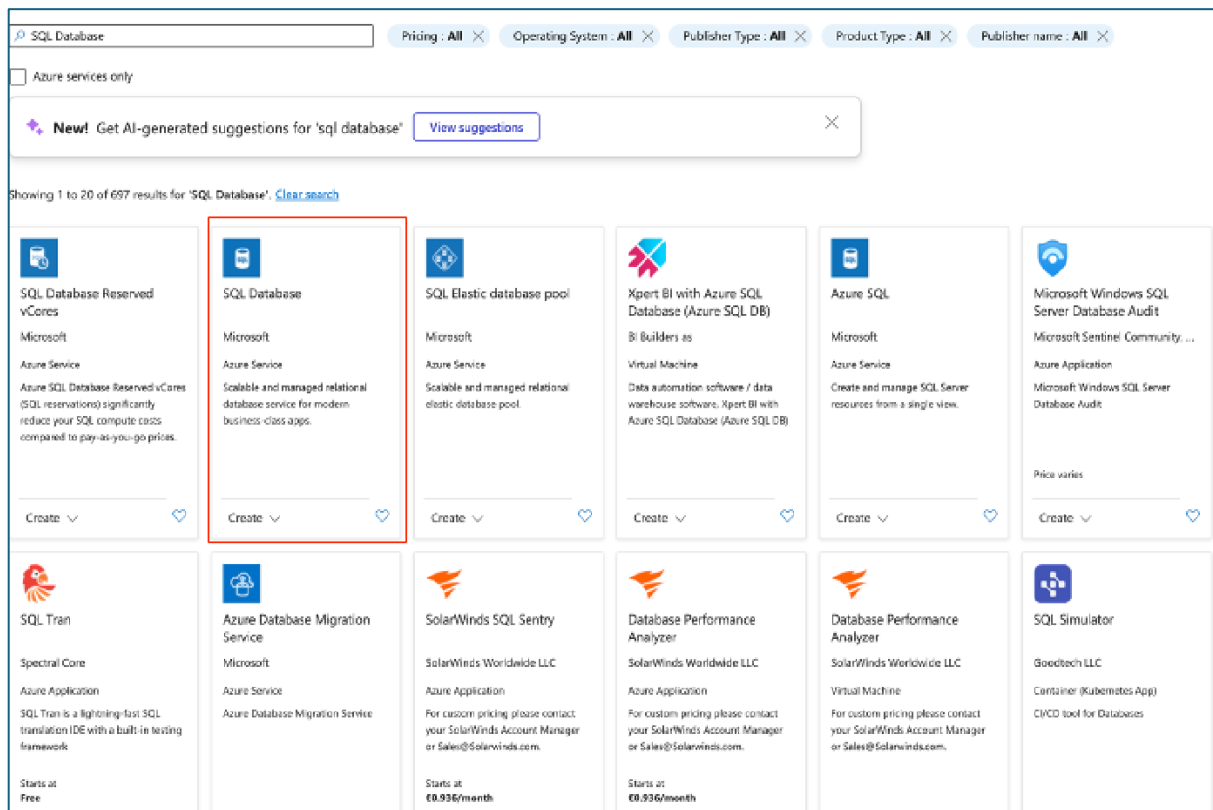 SQL Database
Pricing : All
Operating System : All
Publisher Type : All
Product Type : All
Publisher name : All
Azure services only
New! Get AI-generated suggestions for 'sql database'
View suggestions
Showing 1 to 20 of 697 results for 'SQL Database'. Clear search
SQL Database Reserved
vCores
Microsoft
Azure Service
Azure SQL Database Reserved vCores
(SQL reservations) significantly
reduce your SQL compute costs
compared to pay-as-you-go prices.
Create
SQL Database
Microsoft
Azure Service
Scalable and managed relational
database service for modern
business-class apps.
Create
SQL Elastic database pool
Microsoft
Azure Service
Scalable and managed relational
elastic database pool.
Create
Xpert BI with Azure SQL
Database (Azure SQL DB)
BI Builders as
Virtual Machine
Data automation software / data
warehouse software. Xpert BI with
Azure SQL Database (Azure SQL DB)
Create
Azure SQL
Microsoft
Azure Service
Create and manage SQL Server
resources from a single view.
Create
Microsoft Windows SQL
Server Database Audit
Microsoft Sentinel Community, ...
Azure Application
Microsoft Windows SQL Server
Database Audit
Price varies
Create
SQL Tran
Spectral Core
Azure Application
SQL Tran is a lightning-fast SQL
translation IDE with a built-in testing
framework
Starts at
Free
Azure Database Migration
Service
Microsoft
Azure Service
Azure Database Migration Service
SolarWinds SQL Sentry
SolarWinds Worldwide LLC
Azure Application
For custom pricing please contact
your SolarWinds Account Manager
or Sales@Solarwinds.com.
Starts at
€0.936/month
Database Performance
Analyzer
SolarWinds Worldwide LLC
Azure Application
For custom pricing please contact
your SolarWinds Account Manager
or Sales@Solarwinds.com.
Starts at
€0.936/month
Database Performance
Analyzer
SolarWinds Worldwide LLC
Virtual Machine
For custom pricing please contact
your SolarWinds Account Manager
or Sales@Solarwinds.com.
SQL Simulator
Goodtech LLC
Container (Kubernetes App)
CI/CD tool for Databases